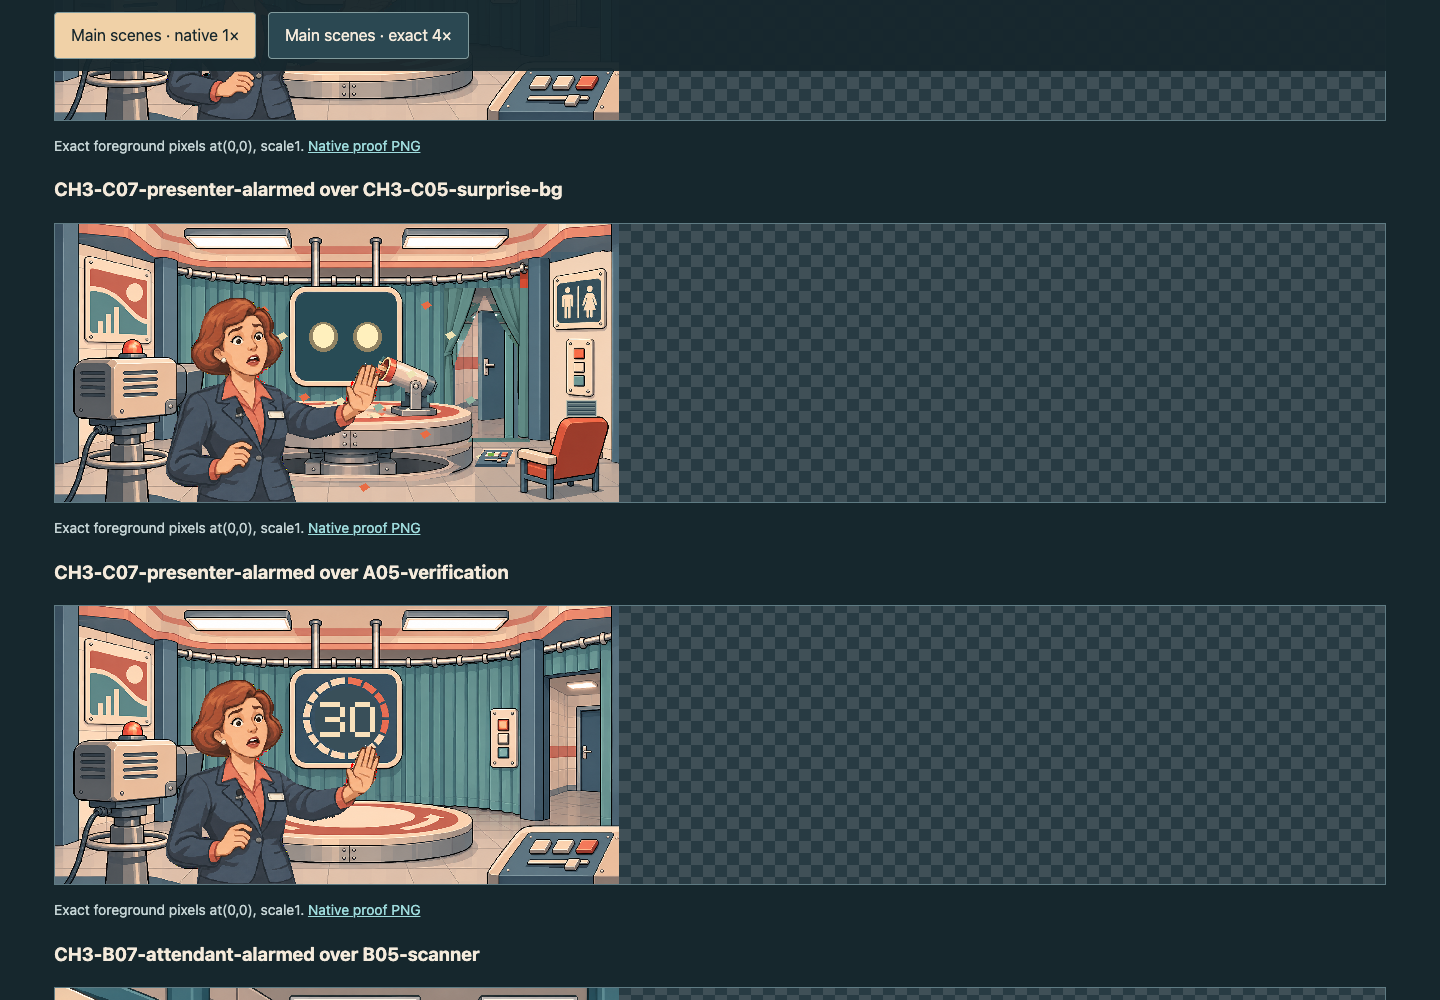 Main scenes · native 1×
Main scenes · exact 4×
Exact foreground pixels at(0,0), scale1. Native proof PNG
CH3-C07-presenter-alarmed over CH3-C05-surprise-bg
Exact foreground pixels at(0,0), scale1. Native proof PNG
CH3-C07-presenter-alarmed over A05-verification
30
Exact foreground pixels at(0,0), scale1. Native proof PNG
CH3-B07-attendant-alarmed over B05-scanner